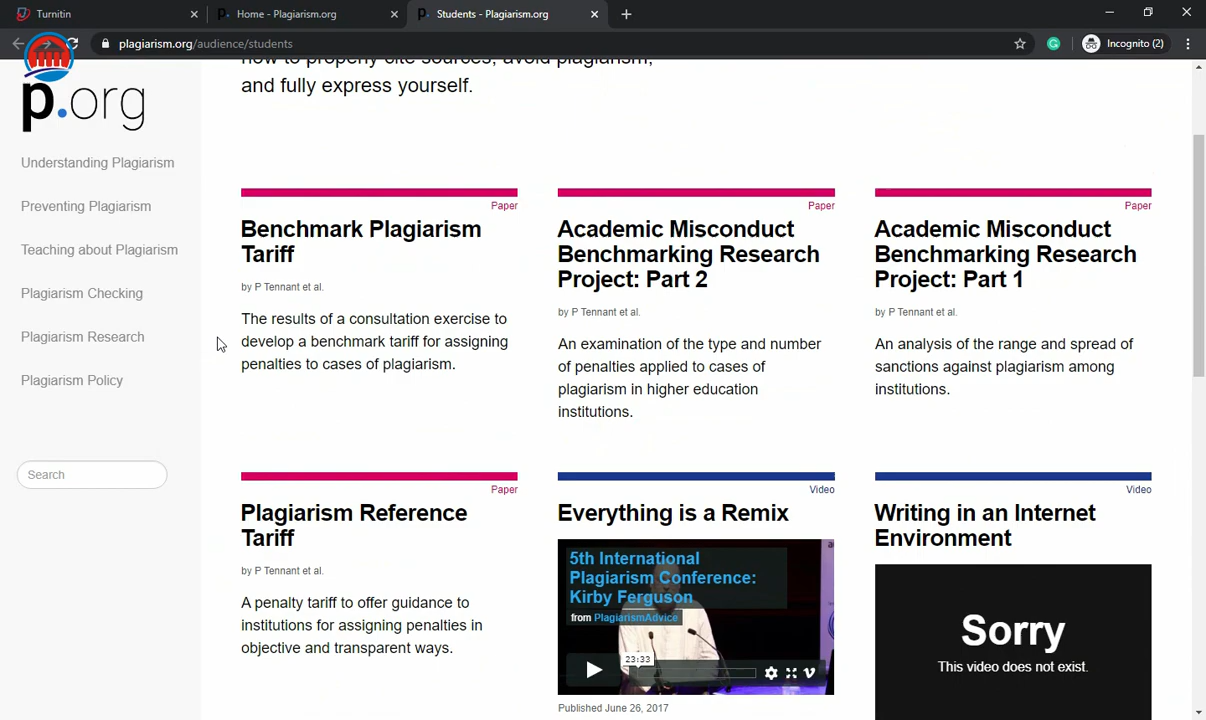 Turnitin
Home - Plagiarism.org
Students - Plagiarism.org
plagiarism.org/audience/students
Incognito (2)
p.org
Understanding Plagiarism
Preventing Plagiarism
Teaching about Plagiarism
Plagiarism Checking
Plagiarism Research
Plagiarism Policy
Search
how to properly cite sources, avoid plagiarism,
and fully express yourself.
Paper
Benchmark Plagiarism
Tariff
by P Tennant et al.
The results of a consultation exercise to
develop a benchmark tariff for assigning
penalties to cases of plagiarism.
Paper
Academic Misconduct
Benchmarking Research
Project: Part 2
by P Tennant et al.
An examination of the type and number
of penalties applied to cases of
plagiarism in higher education
institutions.
Paper
Academic Misconduct
Benchmarking Research
Project: Part 1
by P Tennant et al.
An analysis of the range and spread of
sanctions against plagiarism among
institutions.
Paper
Plagiarism Reference
Tariff
by P Tennant et al.
A penalty tariff to offer guidance to
institutions for assigning penalties in
objective and transparent ways.
Video
Everything is a Remix
5th International
Plagiarism Conference:
Kirby Ferguson
from PlagiarismAdvice
23:33
Published June 26, 2017
Video
Writing in an Internet
Environment
Sorry
This video does not exist.